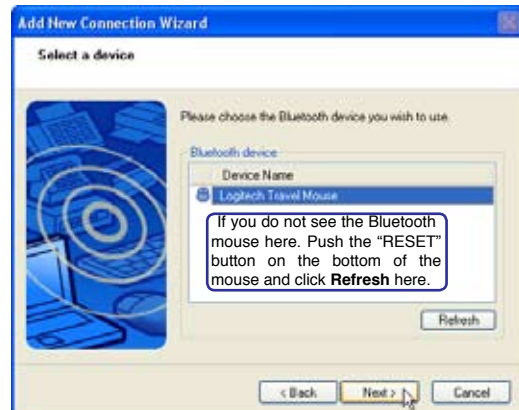 Add New Connection Wizard
Select a device
Please choose the Bluetooth device you wish to use.
Bluetooth device
Device Name
Logitech Travel Mouse
If you do not see the Bluetooth
mouse here. Push the “RESET”
button on the bottom of the
mouse and click Refresh here.
Refresh
< Back
Next >
Cancel